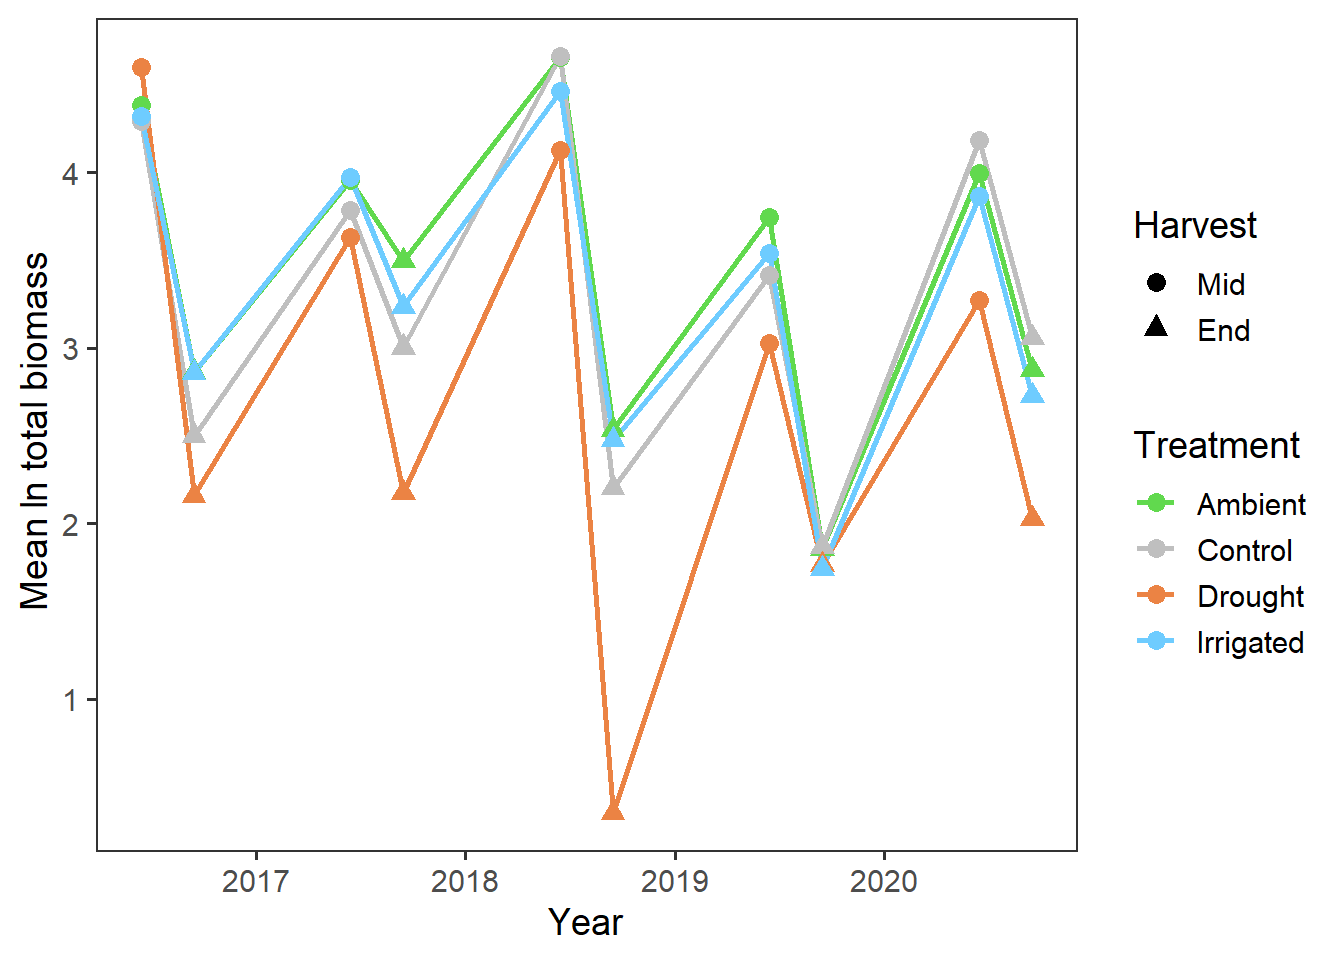 Mean ln total biomass
4
3
2
1
2017
2018
2019
2020
Year
Harvest
Mid
End
Treatment
Ambient
Control
Drought
Irrigated